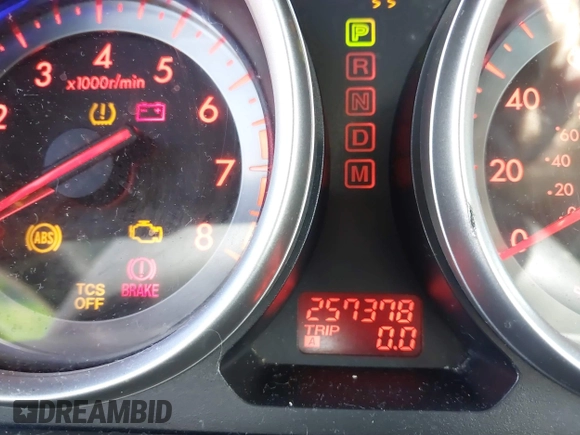 P
R
N
D
M
2 3 4 5 6 7 8
x1000r/min
ABS
TCS
OFF
BRAKE
40
20
0
60
40
20
257378
TRIP
A 0.0
DREAMBID